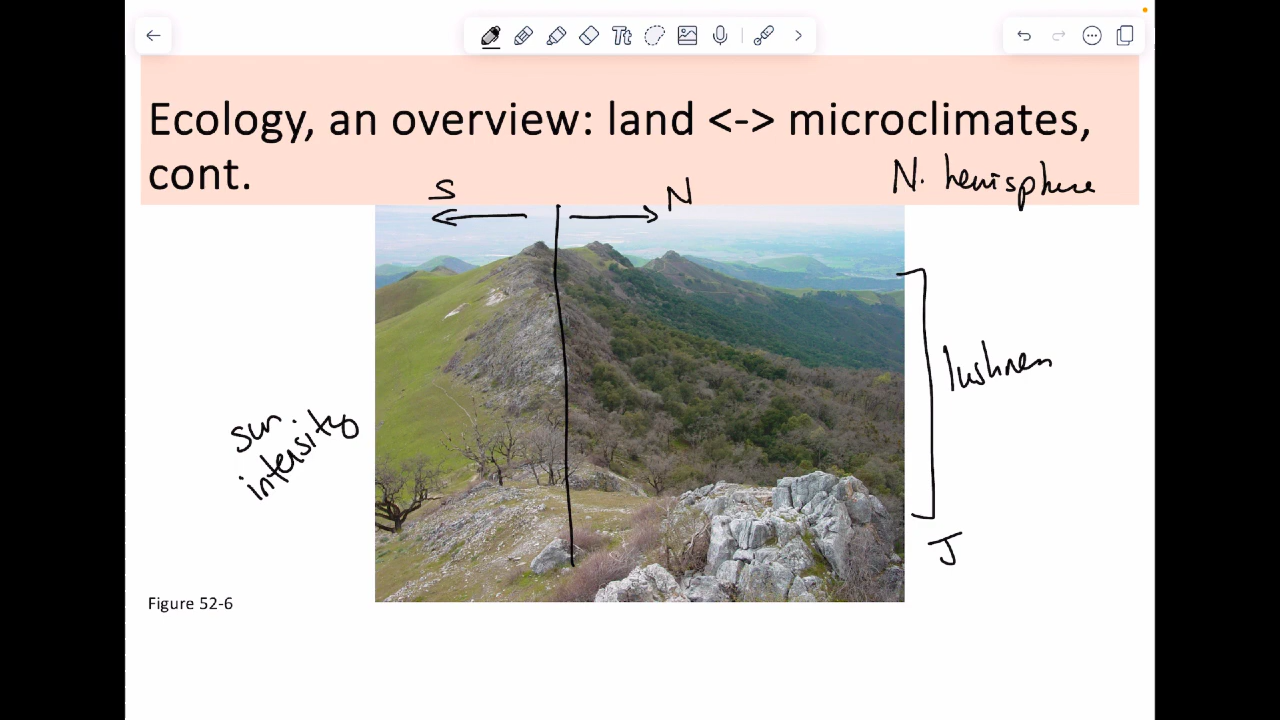 Ecology, an overview: land <-> microclimates,
cont.
N. hemisphere
S
N
lushness
sun
intensity
J
Figure 52-6